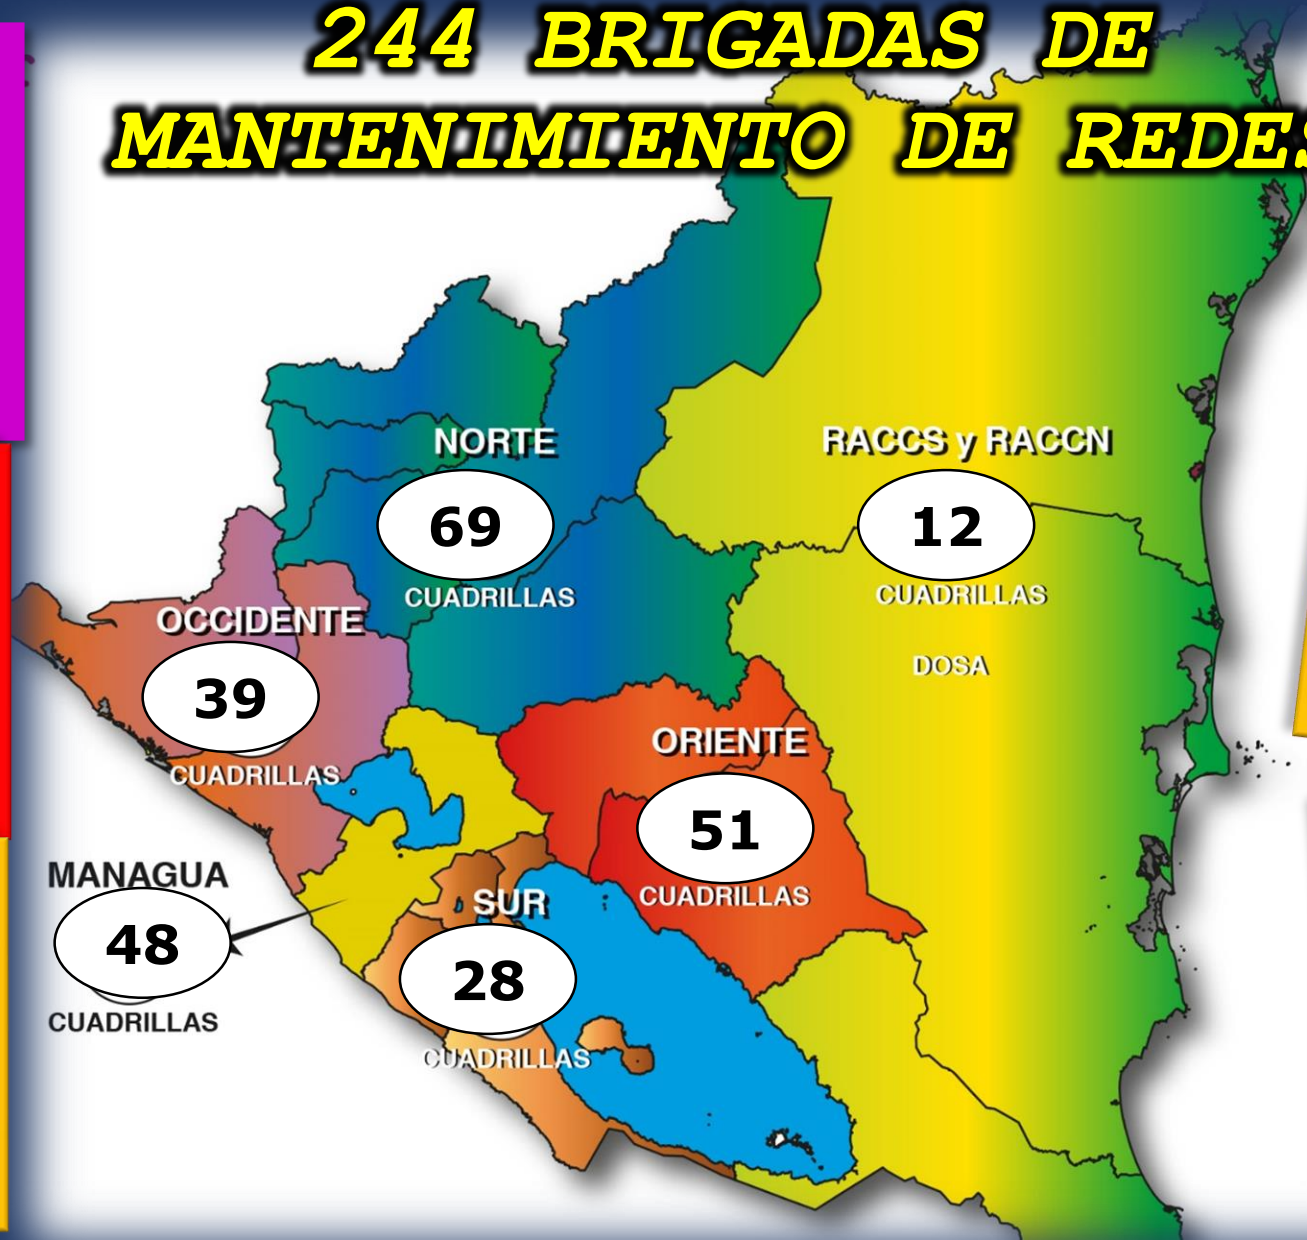 244 BRIGADAS DE
MANTENIMIENTO DE REDES
NORTE
69
CUADRILLAS
RACCS y RACCN
12
CUADRILLAS
DOSA
OCCIDENTE
39
CUADRILLAS
ORIENTE
51
CUADRILLAS
MANAGUA
48
CUADRILLAS
SUR
28
CUADRILLAS